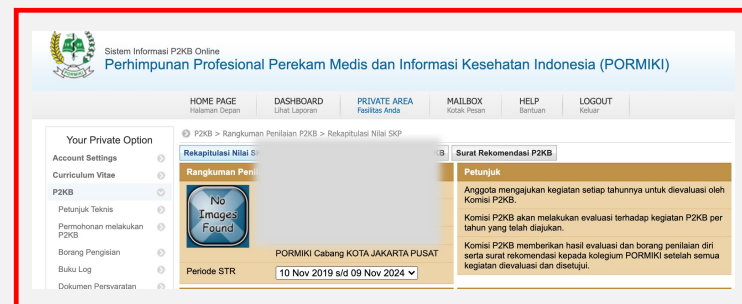 Sistem Informasi P2KB Online
Perhimpunan Profesional Perekam Medis dan Informasi Kesehatan Indonesia (PORMIKI)
PORMIKI
HOME PAGE DASHBOARD PRIVATE AREA MAILBOX HELP LOGOUT
Halaman Depan Lihat Laporan Fasilitas Anda Kotak Pesan Bantuan Keluar
Your Private Option
Account Settings
Curriculum Vitae
P2KB
Petunjuk Teknis
Permohonan melakukan
P2KB
Borang Pengisian
Buku Log
Dokumen Persyaratan
P2KB > Rangkuman Penilaian P2KB > Rekapitulasi Nilai SKP
Rekapitulasi Nilai
Surat Rekomendasi P2KB
Rangkuman
No
Images
Found
PORMIKI Cabang KOTA JAKARTA PUSAT
Periode STR 10 Nov 2019 s/d 09 Nov 2024
Petunjuk
Anggota mengajukan kegiatan setiap tahunnya untuk dievaluasi oleh
Komisi P2KB.
Komisi P2KB akan melakukan evaluasi terhadap kegiatan P2KB per
tahun yang telah diajukan.
Komisi P2KB memberikan hasil evaluasi dan borang penilaian diri
serta surat rekomendasi kepada kolegium PORMIKI setelah semua
kegiatan dievaluasi dan disetujui.